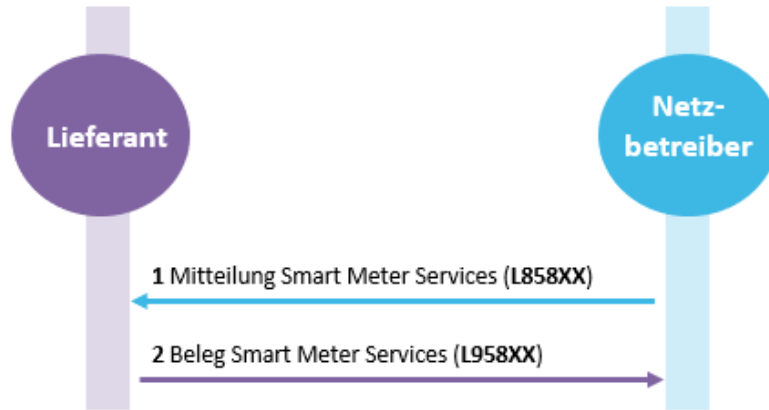 Lieferant
Netz-
betreiber
1 Mitteilung Smart Meter Services (L858XX)
2 Beleg Smart Meter Services (L958XX)